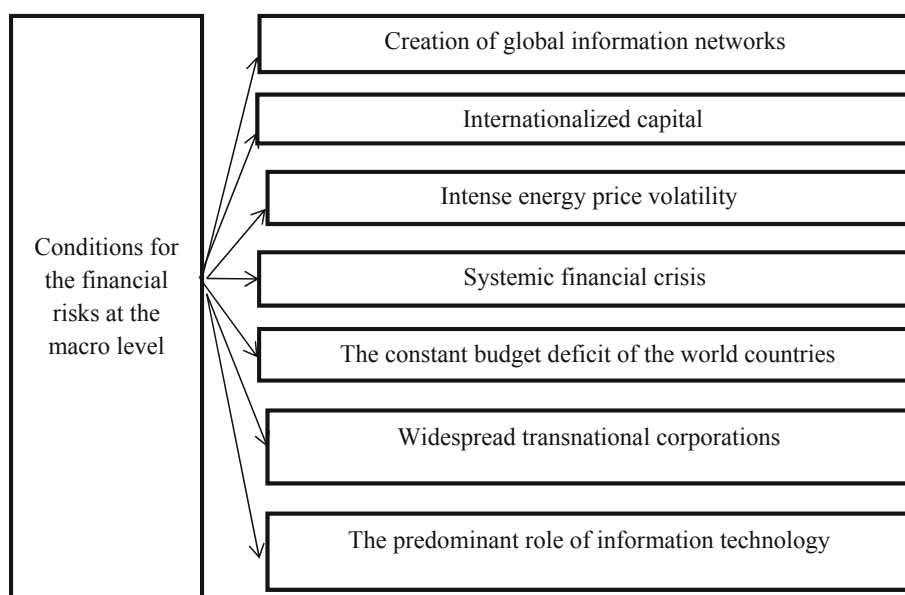 Conditions for
the financial
risks at the
macro level
Creation of global information networks
Internationalized capital
Intense energy price volatility
Systemic financial crisis
The constant budget deficit of the world countries
Widespread transnational corporations
The predominant role of information technology